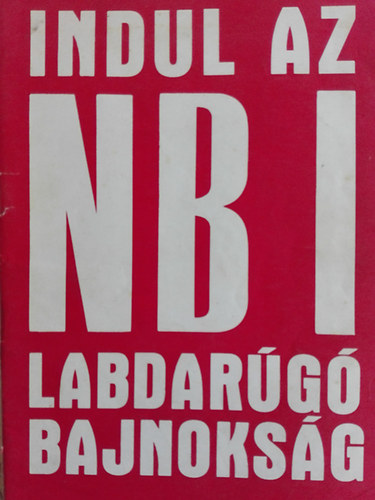 INDUL AZ
NB I
LABDARÚGÓ
BAJNOKSÁG